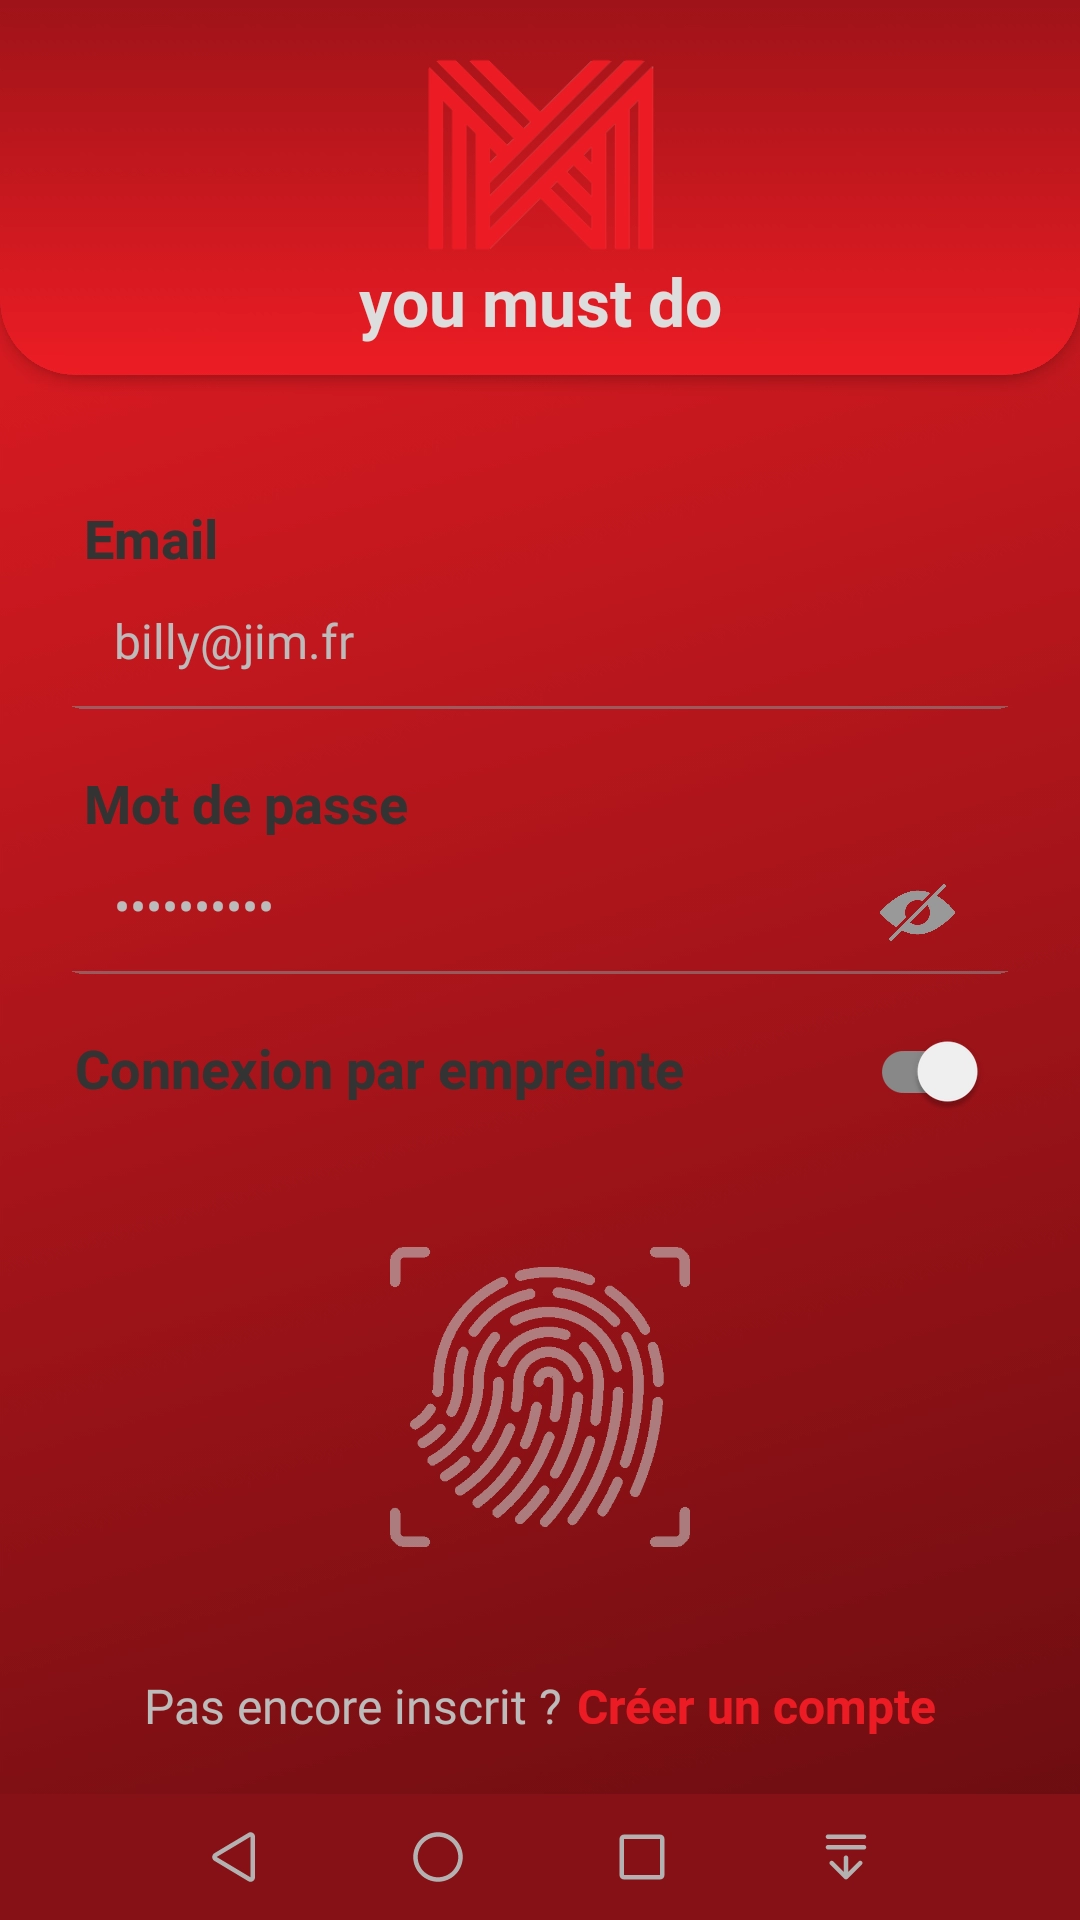 you must do
Email
billy@jim.fr
Mot de passe
••••••••••
Connexion par empreinte
Pas encore inscrit ? Créer un compte